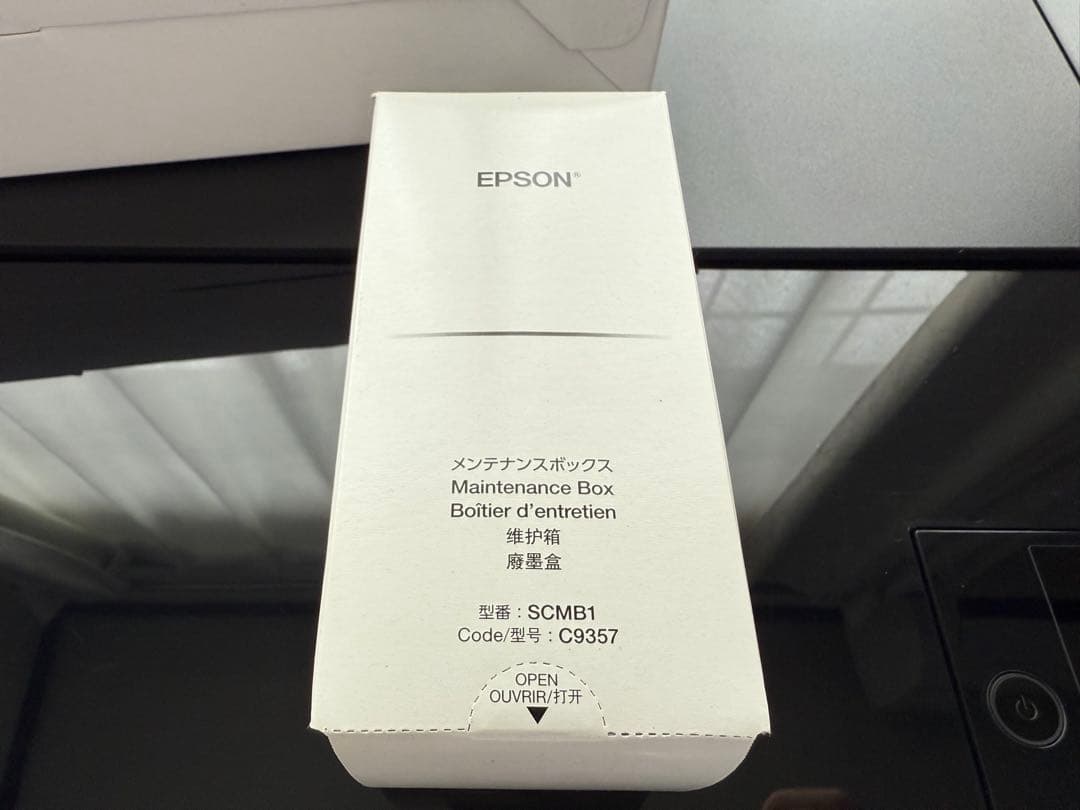 EPSON®
メンテナンスボックス
Maintenance Box
Boîtier d'entretien
维护箱
廢墨盒
型番：SCMB1
Code/型号：C9357
OPEN
OUVRIR/打开